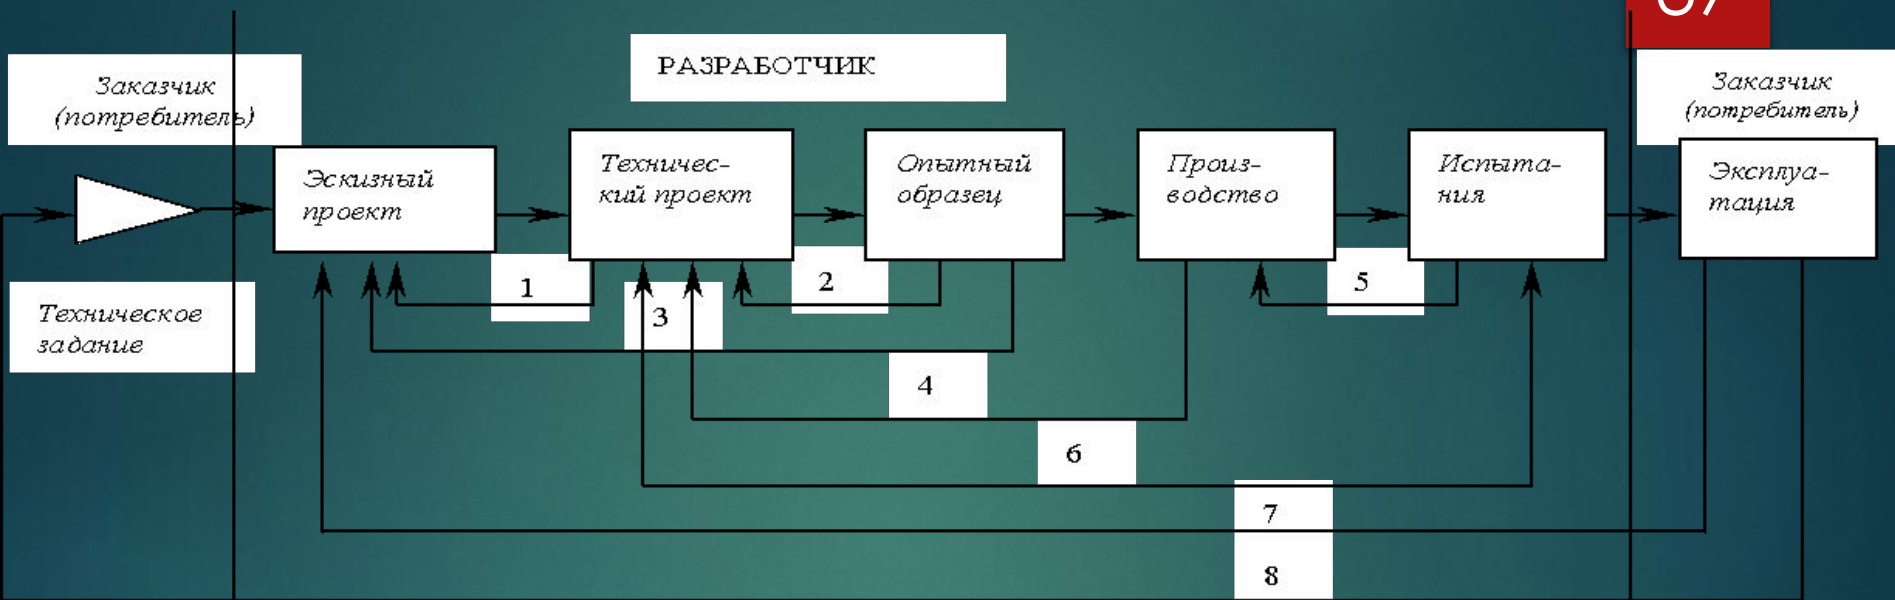 Заказчик
(потребитель)
РАЗРАБОТЧИК
Заказчик
(потребитель)
Эскизный
проект
Техничес-
кий проект
Опытный
образец
Произ-
водство
Испыта-
ния
Эксплуа-
тация
Техническое
задание
1
2
3
4
5
6
7
8